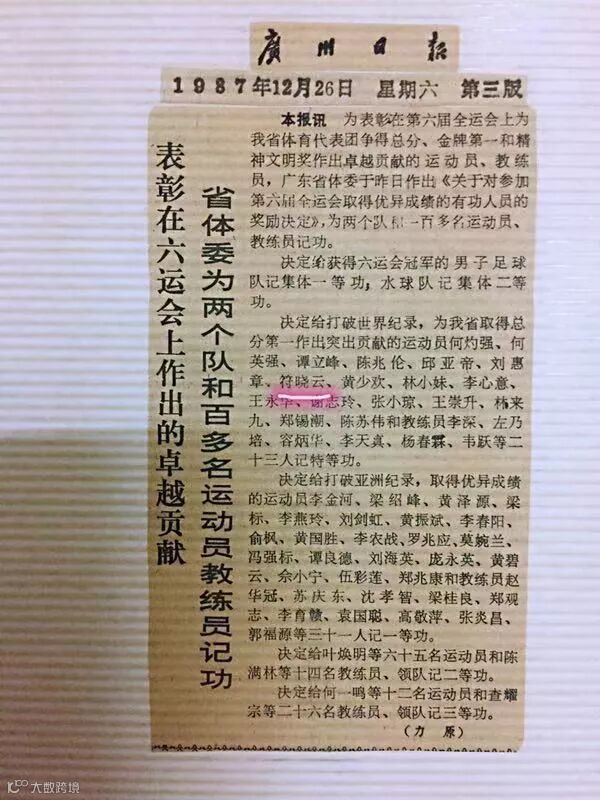 廣州日报
1987年12月26日 星期六 第三版
表彰在六运会上作出的卓越贡献
省体委为两个队和百多名运动员教练员记功
本报讯 为表彰在第六届全运会上为
我省体育代表团争得总分、金牌第一和精
神文明奖作出卓越贡献的运动员、教练
员，广东省体委于昨日作出《关于对参加
第六届全运会取得优异成绩的有功人员的
奖励决定》，为两个队和一百多名运动员、
教练员记功。
决定给获得六运会冠军的男子足球
队记集体一等功；水球队记集体二等
功。
决定给打破世界纪录，为我省取得总
分第一作出突出贡献的运动员何灼强、何
英强、谭立峰、陈兆伦、邱亚帝、刘惠
章、符晓云、黄少欢、林小妹、李心意、
王永华、谢志玲、张小琼、王崇升、林来
九、郑锡潮、陈苏伟和教练员李深、左乃
培、容炳华、李天真、杨春霖、韦跃等二
十三人记特等功。
决定给打破亚洲纪录，取得优异成绩
的运动员李金河、梁绍峰、黄泽源、梁
标、李燕玲、刘剑虹、黄振斌、李春阳、
俞枫、黄国胜、李农战、罗兆应、莫婉兰、
冯强标、谭良德、刘海英、庞永英、黄碧
云、佘小宁、伍彩莲、郑兆康和教练员赵
华冠、苏庆东、沈孝智、梁桂良、郑观
志、李育赣、袁国聪、高敬萍、张炎昌、
郭福源等三十一人记一等功。
决定给叶焕明等六十五名运动员和陈
满林等十四名教练员、领队记二等功。
决定给何一鸣等十二名运动员和查耀
宗等二十六名教练员、领队记三等功。
（力 原）
大数跨境